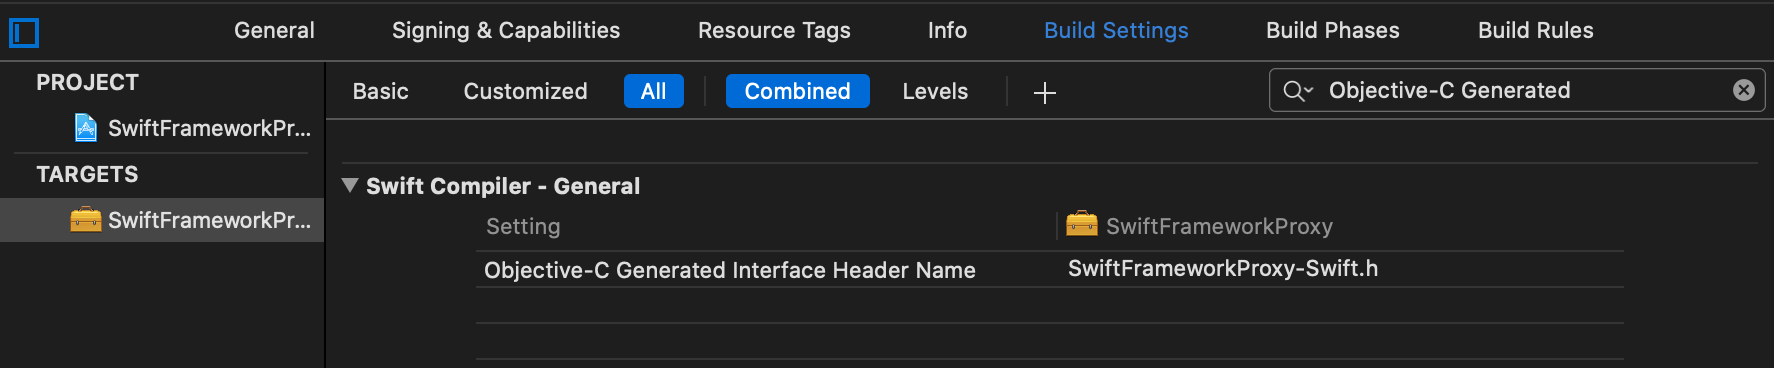 General Signing & Capabilities Resource Tags Info Build Settings Build Phases Build Rules
PROJECT
SwiftFrameworkPr...
TARGETS
SwiftFrameworkPr...
Basic Customized All Combined Levels + Objective-C Generated
Swift Compiler - General
Setting SwiftFrameworkProxy
Objective-C Generated Interface Header Name SwiftFrameworkProxy-Swift.h